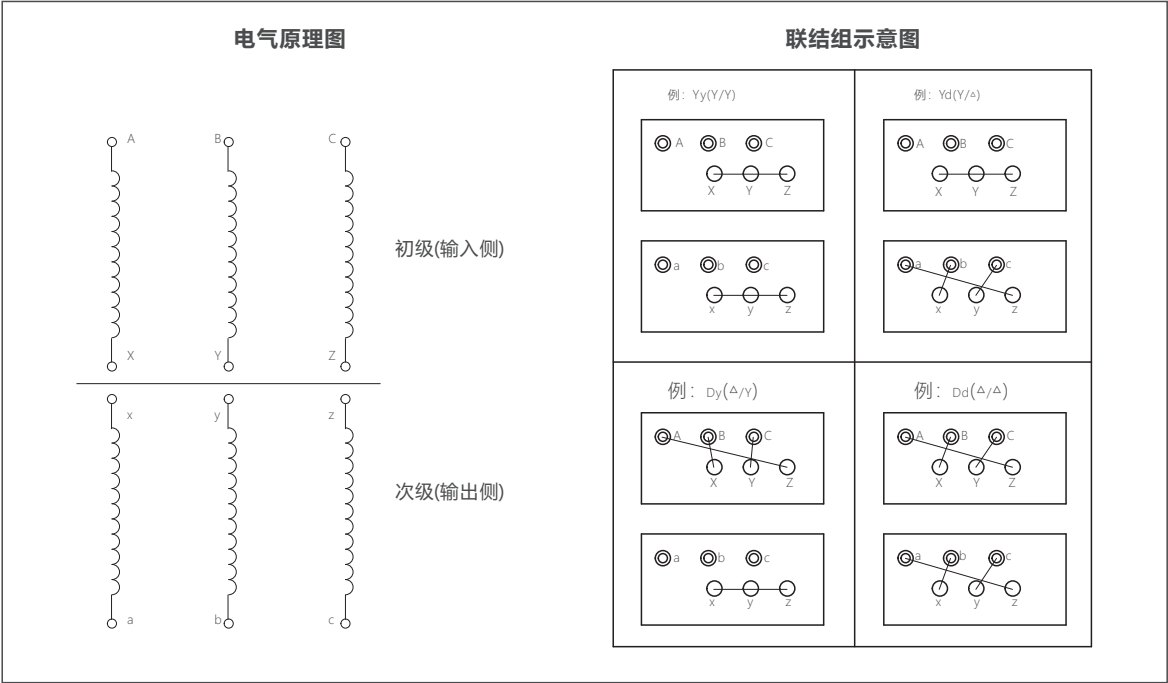 电气原理图
A B C
初级(输入侧)
X Y Z
x y z
次级(输出侧)
a b c
联结组示意图
例：Yy(Y/Y)
A B C
X Y Z
a b c
x y z
例：Yd(Y/△)
A B C
X Y Z
a b c
x y z
例：Dy(△/Y)
A B C
X Y Z
a b c
x y z
例：Dd(△/△)
A B C
X Y Z
a b c
x y z